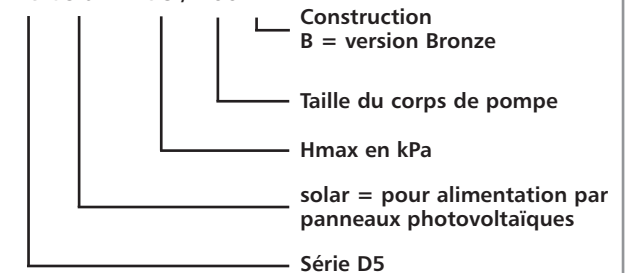 Construction
B = version Bronze
Taille du corps de pompe
Hmax en kPa
solar = pour alimentation par
panneaux photovoltaïques
Série D5